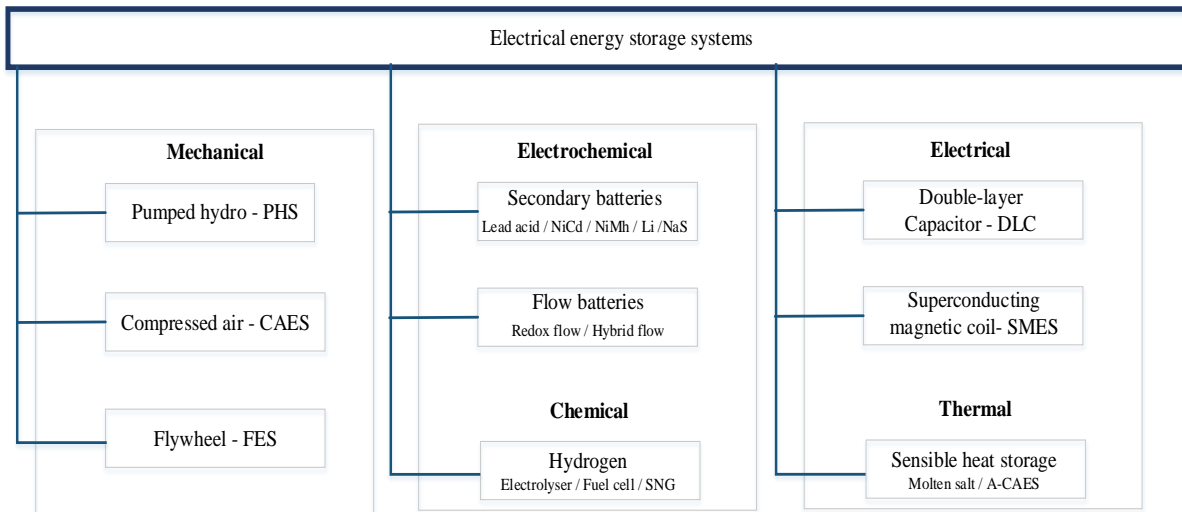 Electrical energy storage systems
Mechanical
Pumped hydro - PHS
Compressed air - CAES
Flywheel - FES
Electrochemical
Secondary batteries
Lead acid / NiCd / NiMh / Li /NaS
Flow batteries
Redox flow / Hybrid flow
Chemical
Hydrogen
Electrolyser / Fuel cell / SNG
Electrical
Double-layer
Capacitor - DLC
Superconducting
magnetic coil- SMES
Thermal
Sensible heat storage
Molten salt / A-CAES